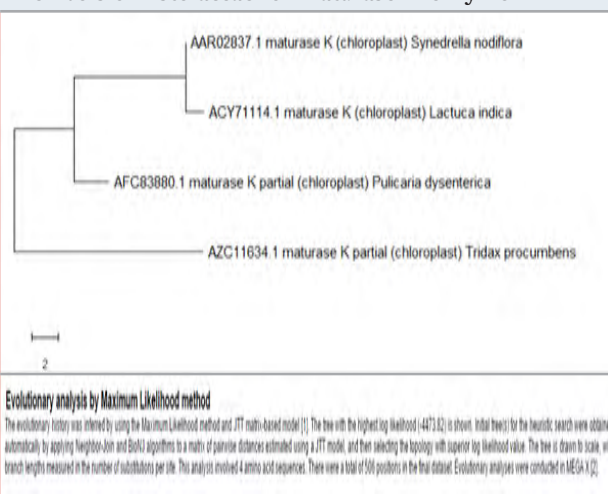 AAR02837.1 maturase K (chloroplast) Synedrella nodiflora
ACY71114.1 maturase K (chloroplast) Lactuca indica
AFC83880.1 maturase K partial (chloroplast) Pulicaria dysenterica
AZC11634.1 maturase K partial (chloroplast) Tridax procumbens
2
Evolutionary analysis by Maximum Likelihood method
The evolutionary history was inferred by using the Maximum Likelihood method and JTT matrix-based model [1]. The tree with the highest log likelihood (-4473.82) is shown. Initial tree(s) for the heuristic search were obtaine
automatically by applying Neighbor-Join and BioNJ algorithms to a matrix of pairwise distances estimated using a JTT model, and then selecting the topology with superior log likelihood value. The tree is drawn to scale, wi
branch lengths measured in the number of substitutions per site. This analysis involved 4 amino acid sequences. There were a total of 506 positions in the final dataset. Evolutionary analyses were conducted in MEGA X [2]